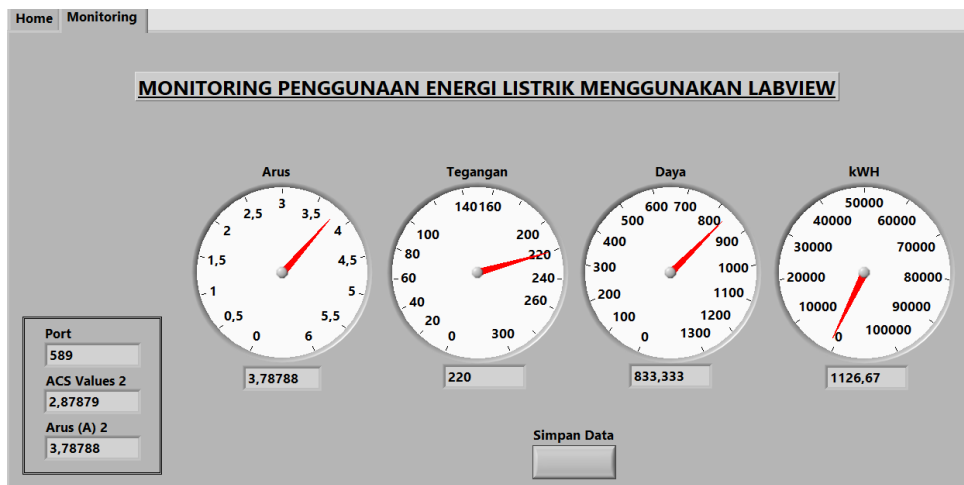 Home Monitoring
MONITORING PENGGUNAAN ENERGI LISTRIK MENGGUNAKAN LABVIEW
Arus
0 0,5 1 1,5 2 2,5 3 3,5 4 4,5 5 5,5 6
3,78788
Tegangan
0 20 40 60 80 100 140 160 200 220 240 260 300
220
Daya
0 100 200 300 400 500 600 700 800 900 1000 1100 1200 1300
833,333
kWH
0 10000 20000 30000 40000 50000 60000 70000 80000 90000 100000
1126,67
Port
589
ACS Values 2
2,87879
Arus (A) 2
3,78788
Simpan Data